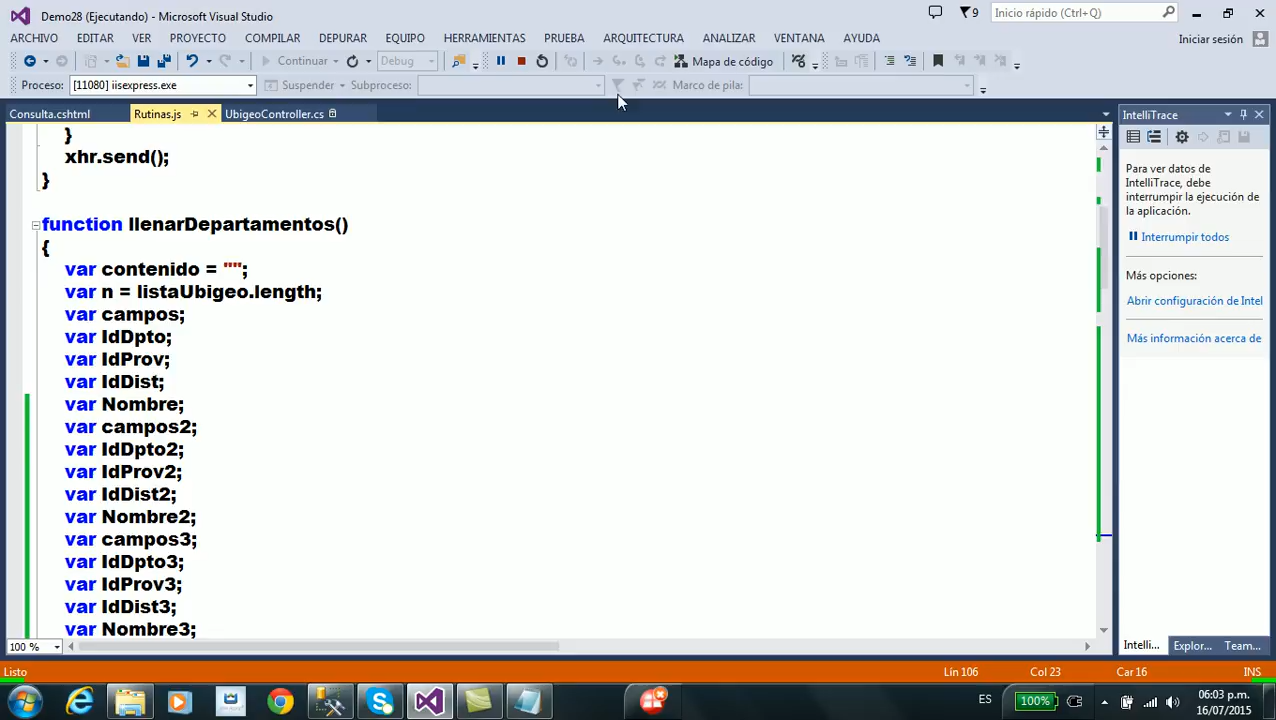 Demo28 (Ejecutando) - Microsoft Visual Studio
9
Inicio rápido (Ctrl+Q)
ARCHIVO EDITAR VER PROYECTO COMPILAR DEPURAR EQUIPO HERRAMIENTAS PRUEBA ARQUITECTURA ANALIZAR VENTANA AYUDA
Iniciar sesión
Continuar Debug Mapa de código
Proceso: [11080] iisexpress.exe Suspender Subproceso: Marco de pila:
Consulta.cshtml Rutinas.js UbigeoController.cs
}
xhr.send();
}
function llenarDepartamentos()
{
var contenido = "";
var n = listaUbigeo.length;
var campos;
var IdDpto;
var IdProv;
var IdDist;
var Nombre;
var campos2;
var IdDpto2;
var IdProv2;
var IdDist2;
var Nombre2;
var campos3;
var IdDpto3;
var IdProv3;
var IdDist3;
var Nombre3;
100 %
IntelliTrace
Para ver datos de
IntelliTrace, debe
interrumpir la ejecución de
la aplicación.
Interrumpir todos
Más opciones:
Abrir configuración de Intel
Más información acerca de
Intelli... Explor... Team...
Listo Lín 106 Col 23 Car 16 INS
ES 100% 06:03 p.m.
16/07/2015